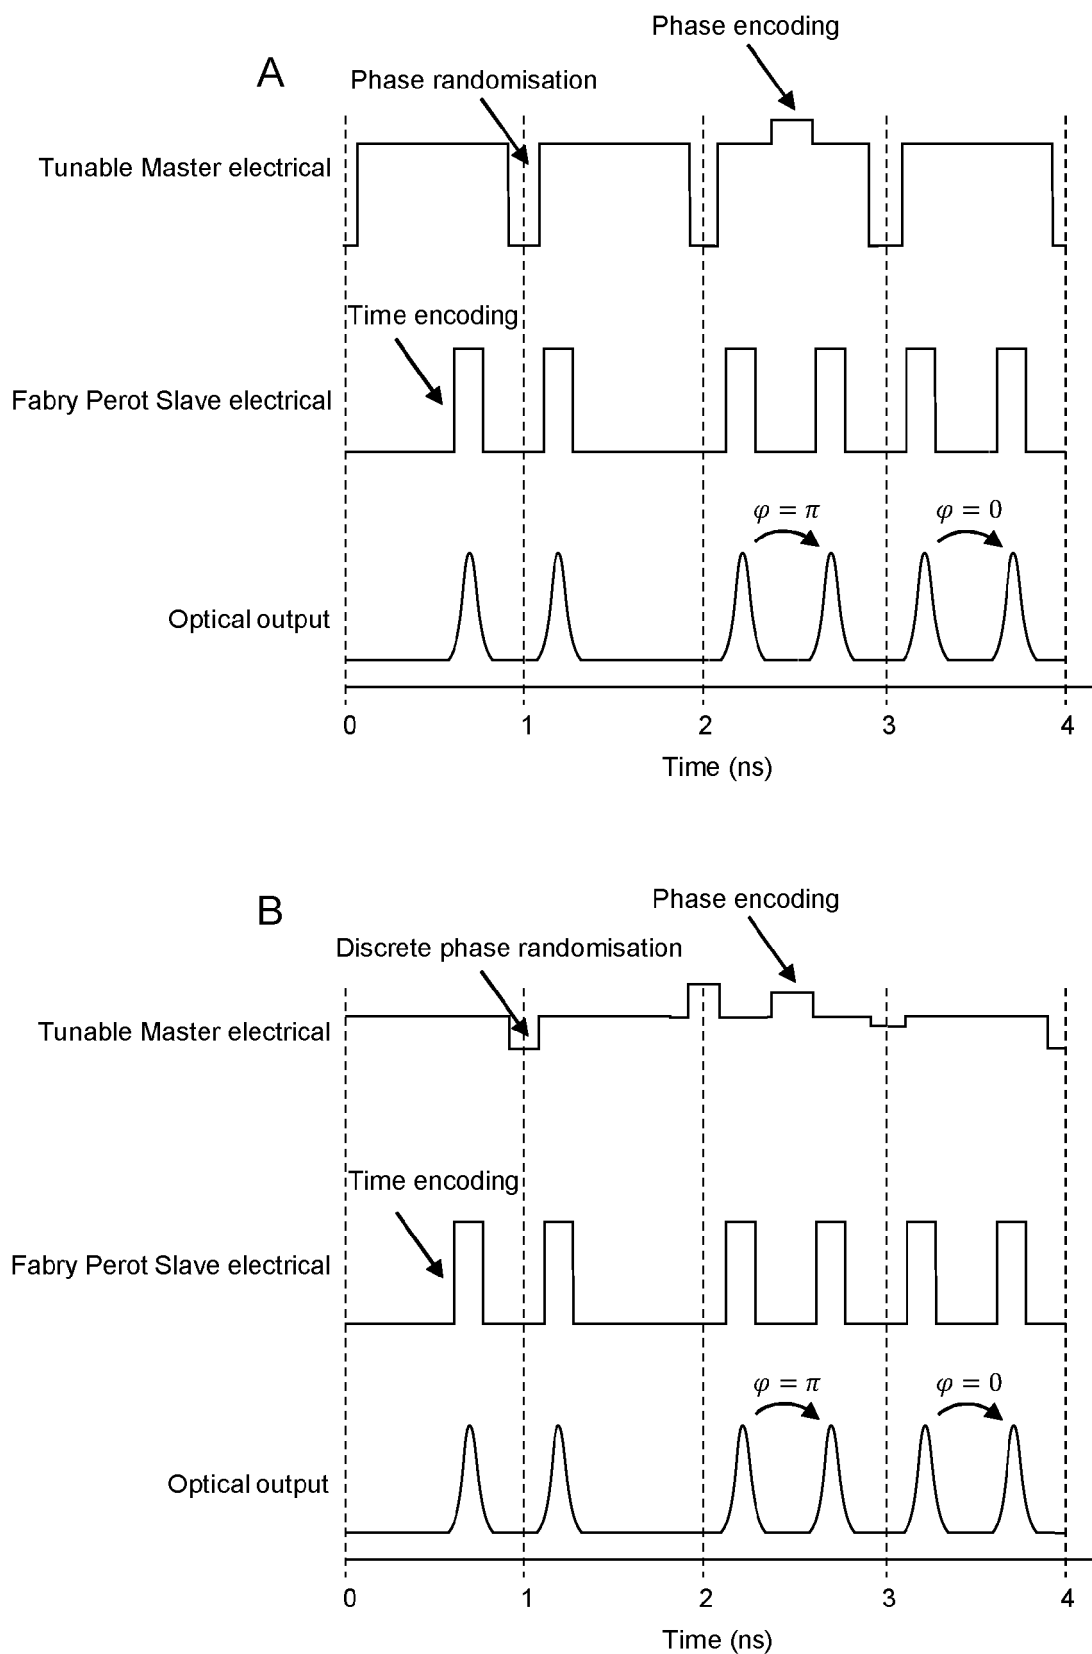 Phase encoding
A
Phase randomisation
Tunable Master electrical
Time encoding
Fabry Perot Slave electrical
φ = π
φ = 0
Optical output
0 1 2 3 4
Time (ns)
Phase encoding
B
Discrete phase randomisation
Tunable Master electrical
Time encoding
Fabry Perot Slave electrical
φ = π
φ = 0
Optical output
0 1 2 3 4
Time (ns)